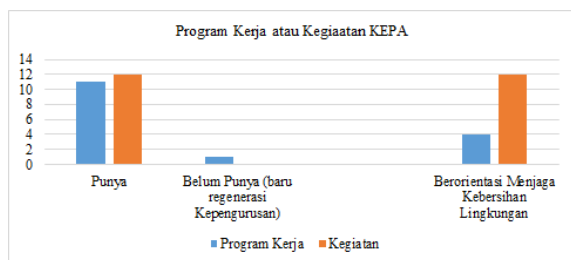 Program Kerja atau Kegiaatan KEPA
14
12
10
8
6
4
2
0
Punya
Belum Punya (baru
regenerasi
Kepengurusan)
Berorientasi Menjaga
Kebersihan
Lingkungan
Program Kerja
Kegiatan